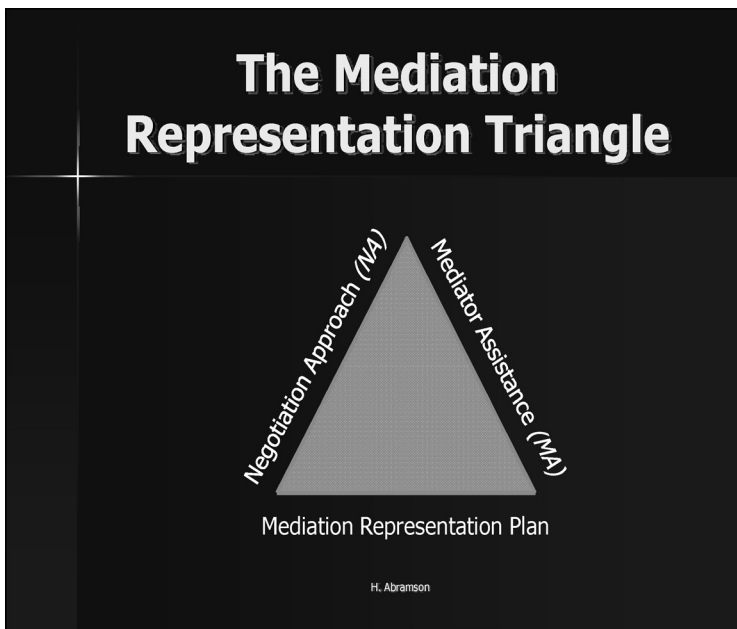 The Mediation
Representation Triangle
Negotiation Approach (NA)
Mediator Assistance (MA)
Mediation Representation Plan
H. Abramson